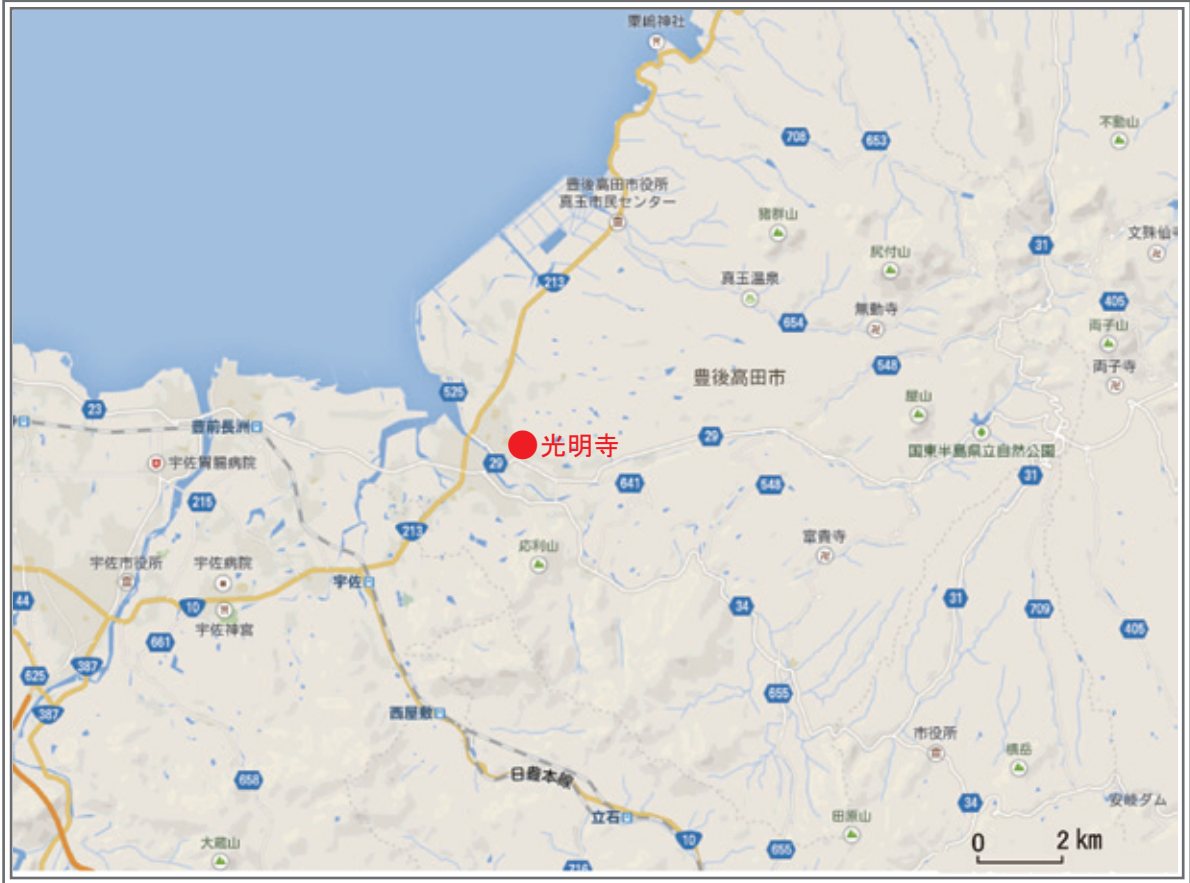 粟嶋神社
不動山
708
653
豊後高田市役所
真玉市民センター
猪群山
尻付山
31
文殊仙寺
213
真玉温泉
無動寺
654
405
両子山
両子寺
豊後高田市
548
屋山
国東半島県立自然公園
525
23
豊前長洲
光明寺
29
29
宇佐胃腸病院
641
548
31
215
213
応利山
富貴寺
宇佐市役所
宇佐病院
宇佐
44
10
宇佐神宮
34
31
709
405
661
387
625
387
655
西屋敷
市役所
横岳
658
日豊本線
安岐ダム
34
立石
10
田原山
大蔵山
655
716
0
2 km